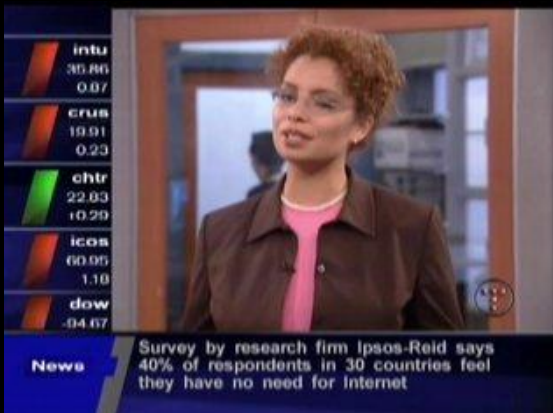 intu
35.86
0.87
crus
19.91
0.23
chtr
22.83
+0.29
icos
60.95
1.18
dow
-94.67
News
Survey by research firm Ipsos-Reid says
40% of respondents in 30 countries feel
they have no need for Internet